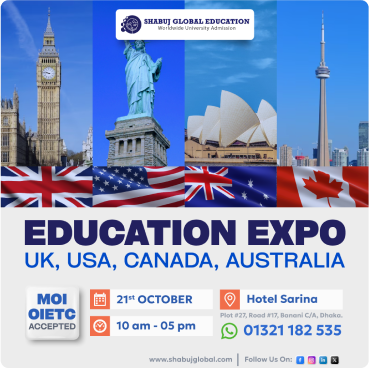 SHABUJ GLOBAL EDUCATION
Worldwide University Admission
EDUCATION EXPO
UK, USA, CANADA, AUSTRALIA
MOI
OIETC
ACCEPTED
21st OCTOBER
10 am - 05 pm
Hotel Sarina
Plot #27, Road #17, Banani C/A, Dhaka.
01321 182 535
www.shabujglobal.com
Follow Us On: